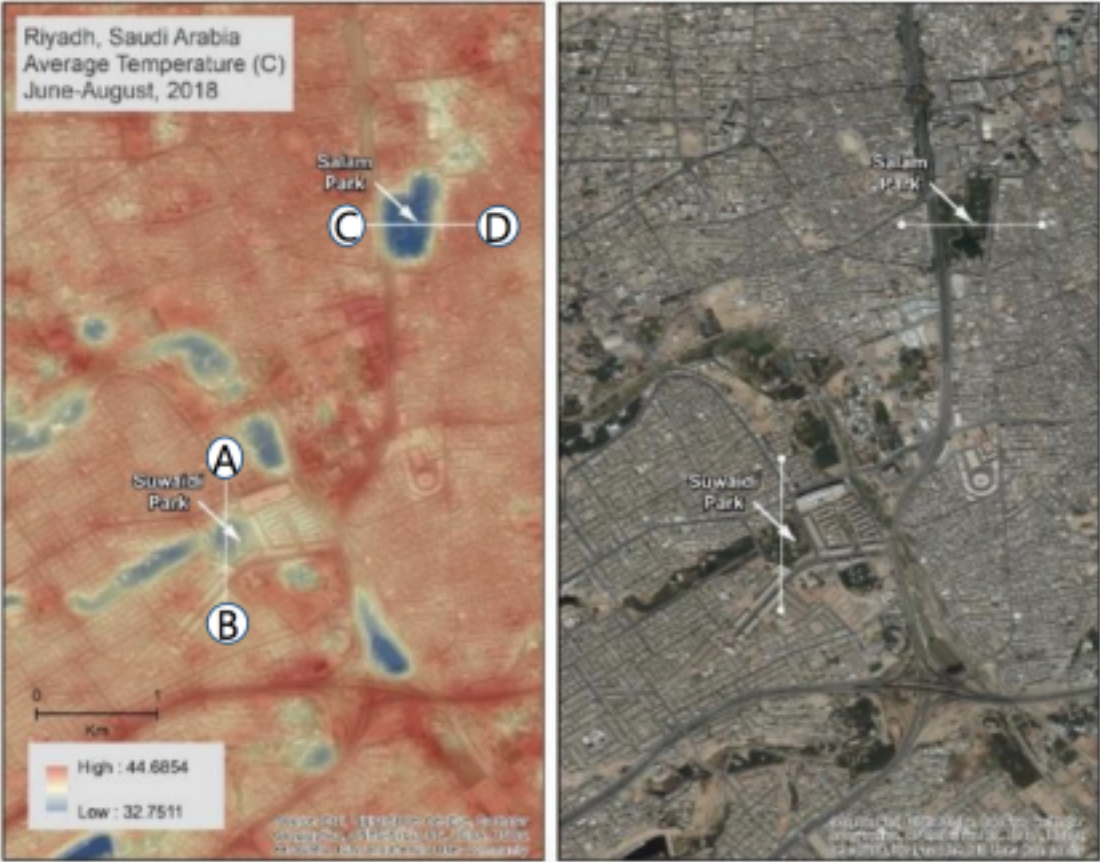 Riyadh, Saudi Arabia
Average Temperature (C)
June-August, 2018
Salam
Park
C
D
A
Suwaidi
Park
B
0
1
Km
High : 44.6854
Low : 32.7511
Salam
Park
Suwaidi
Park